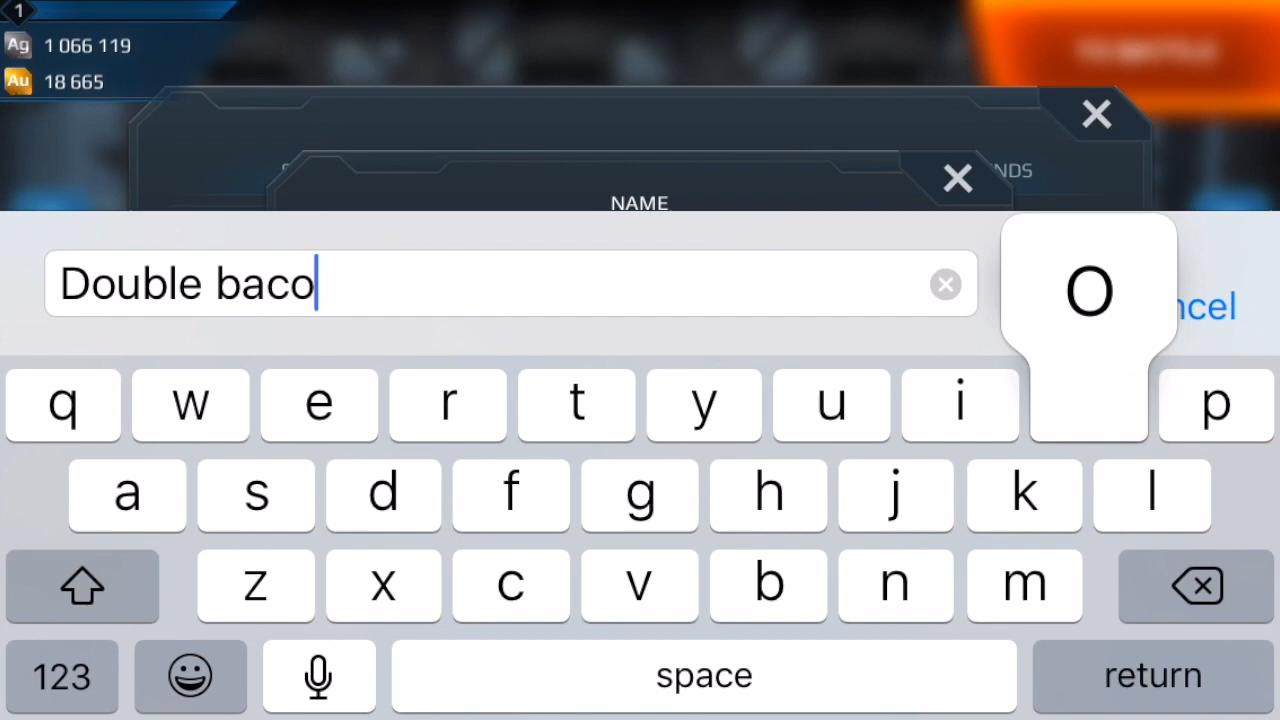 1
Ag 1 066 119
Au 18 665
NDS
NAME
Double baco
ncel
O
q w e r t y u i p
a s d f g h j k l
z x c v b n m
123 space return